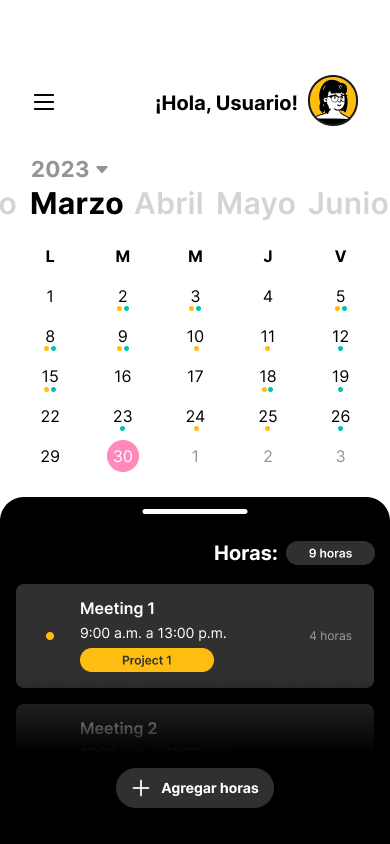 ¡Hola, Usuario!
2023
o Marzo Abril Mayo Junio
L M M J V
1 2 3 4 5
8 9 10 11 12
15 16 17 18 19
22 23 24 25 26
29 30 1 2 3
Horas: 9 horas
Meeting 1
9:00 a.m. a 13:00 p.m.
4 horas
Project 1
Meeting 2
Agregar horas